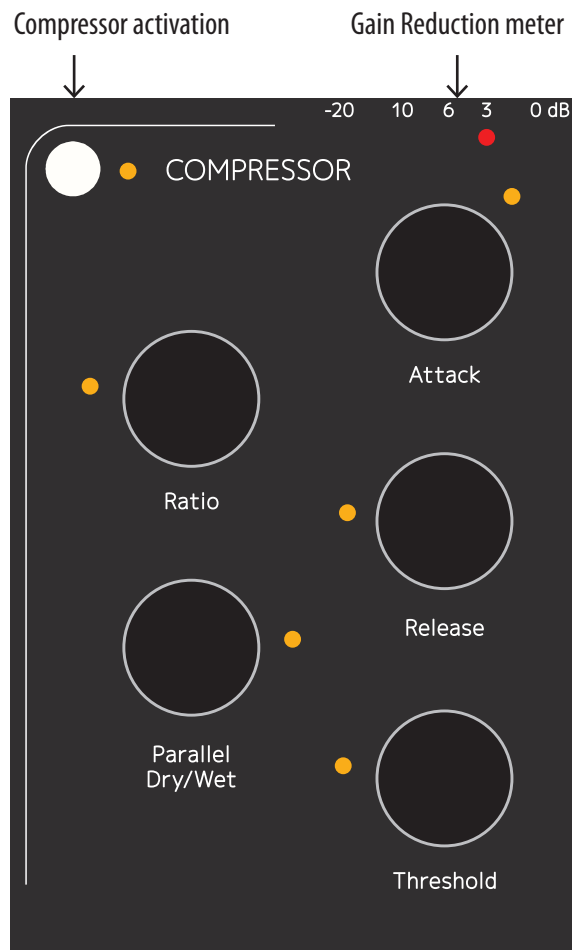 Compressor activation
Gain Reduction meter
-20 10 6 3 0 dB
COMPRESSOR
Attack
Ratio
Release
Parallel
Dry/Wet
Threshold